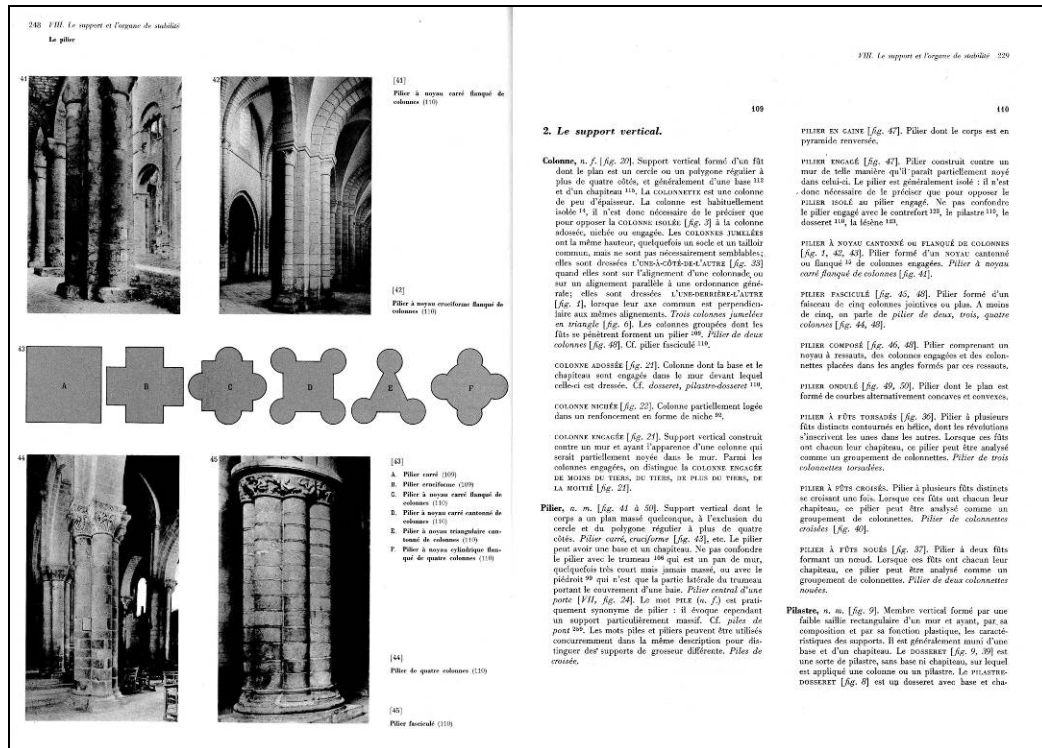 248 VIII. Le support et l'organe de stabilité
Le pilier
41
42
[41]
Pilier à noyau carré flanqué de
colonnes (110)
[42]
Pilier à noyau cruciforme flanqué de
colonnes (110)
43
A
B
C
D
E
F
44
45
[43]
A. Pilier carré (109)
B. Pilier cruciforme (109)
C. Pilier à noyau carré flanqué de
colonnes (110)
D. Pilier à noyau carré cantonné de
colonnes (110)
E. Pilier à noyau triangulaire can-
tonné de colonnes (110)
F. Pilier à noyau cylindrique flan-
qué de quatre colonnes (110)
[44]
Pilier de quatre colonnes (110)
[45]
Pilier fasciculé (110)
VIII. Le support et l'organe de stabilité 229
109
2. Le support vertical.
Colonne, n. f. [fig. 20]. Support vertical formé d'un fût
dont le plan est un cercle ou un polygone régulier à
plus de quatre côtés, et généralement d'une base 113
et d'un chapiteau 115. La COLONNETTE est une colonne
de peu d'épaisseur. La colonne est habituellement
isolée 14, il n'est donc nécessaire de le préciser que
pour opposer la COLONNE ISOLÉE [fig. 3] à la colonne
adossée, nichée ou engagée. Les COLONNES JUMELÉES
ont la même hauteur, quelquefois un socle et un tailloir
commun, mais ne sont pas nécessairement semblables;
elles sont dressées L'UNE-À-CÔTÉ-DE-L'AUTRE [fig. 33]
quand elles sont sur l'alignement d'une colonnade ou
sur un alignement parallèle à une ordonnance géné-
rale; elles sont dressées L'UNE-DERRIÈRE-L'AUTRE
[fig. 1], lorsque leur axe commun est perpendicu-
laire aux mêmes alignements. Trois colonnes jumelées
en triangle [fig. 6]. Les colonnes groupées dont les
fûts se pénètrent forment un pilier 109. Pilier de deux
colonnes [fig. 48]. Cf. pilier fasciculé 110.
COLONNE ADOSSÉE [fig. 21]. Colonne dont la base et le
chapiteau sont engagés dans le mur devant lequel
celle-ci est dressée. Cf. dosseret, pilastre-dosseret 110.
COLONNE NICHÉE [fig. 22]. Colonne partiellement logée
dans un renfoncement en forme de niche 92.
COLONNE ENGAGÉE [fig. 21]. Support vertical construit
contre un mur et ayant l'apparence d'une colonne qui
serait partiellement noyée dans le mur. Parmi les
colonnes engagées, on distingue la COLONNE ENGAGÉE
DE MOINS DU TIERS, DU TIERS, DE PLUS DU TIERS, DE
LA MOITIÉ [fig. 21].
Pilier, n. m. [fig. 41 à 50]. Support vertical dont le
corps a un plan massé quelconque, à l'exclusion du
cercle et du polygone régulier à plus de quatre
côtés. Pilier carré, cruciforme [fig. 43], etc. Le pilier
peut avoir une base et un chapiteau. Ne pas confondre
le pilier avec le trumeau 106 qui est un pan de mur,
quelquefois très court mais jamais massé, ou avec le
piédroit 99 qui n'est que la partie latérale du trumeau
portant le couvrement d'une baie. Pilier central d'une
porte [VII, fig. 24]. Le mot PILE (n. f.) est prati-
quement synonyme de pilier : il évoque cependant
un support particulièrement massif. Cf. piles de
pont 259. Les mots piles et piliers peuvent être utilisés
concurremment dans la même description pour dis-
tinguer des supports de grosseur différente. Piles de
croisée.
110
PILIER EN GAINE [fig. 47]. Pilier dont le corps est en
pyramide renversée.
PILIER ENGAGÉ [fig. 47]. Pilier construit contre un
mur de telle manière qu'il paraît partiellement noyé
dans celui-ci. Le pilier est généralement isolé : il n'est
donc nécessaire de le préciser que pour opposer le
PILIER ISOLÉ au pilier engagé. Ne pas confondre
le pilier engagé avec le contrefort 123, le pilastre 110, le
dosseret 110, la lésène 123.
PILIER À NOYAU CANTONNÉ OU FLANQUÉ DE COLONNES
[fig. 1, 42, 43]. Pilier formé d'un NOYAU cantonné
ou flanqué 15 de colonnes engagées. Pilier à noyau
carré flanqué de colonnes [fig. 41].
PILIER FASCICULÉ [fig. 45, 48]. Pilier formé d'un
faisceau de cinq colonnes jointives ou plus. A moins
de cinq, on parle de pilier de deux, trois, quatre
colonnes [fig. 44, 48].
PILIER COMPOSÉ [fig. 46, 48]. Pilier comprenant un
noyau à ressauts, des colonnes engagées et des colon-
nettes placées dans les angles formés par ces ressauts.
PILIER ONDULÉ [fig. 49, 50]. Pilier dont le plan est
formé de courbes alternativement concaves et convexes.
PILIER À FÛTS TORSADÉS [fig. 36]. Pilier à plusieurs
fûts distincts contournés en hélice, dont les révolutions
s'inscrivent les unes dans les autres. Lorsque ces fûts
ont chacun leur chapiteau, ce pilier peut être analysé
comme un groupement de colonnettes. Pilier de trois
colonnettes torsadées.
PILIER À FÛTS CROISÉS. Pilier à plusieurs fûts distincts
se croisant une fois. Lorsque ces fûts ont chacun leur
chapiteau, ce pilier peut être analysé comme un
groupement de colonnettes. Pilier de colonnettes
croisées [fig. 40].
PILIER À FÛTS NOUÉS [fig. 37]. Pilier à deux fûts
formant un nœud. Lorsque ces fûts ont chacun leur
chapiteau, ce pilier peut être analysé comme un
groupement de colonnettes. Pilier de deux colonnettes
nouées.
Pilastre, n. m. [fig. 9]. Membre vertical formé par une
faible saillie rectangulaire d'un mur et ayant, par sa
composition et par sa fonction plastique, les caracté-
ristiques des supports. Il est généralement muni d'une
base et d'un chapiteau. Le DOSSERET [fig. 9, 39] est
une sorte de pilastre, sans base ni chapiteau, sur lequel
est appliqué une colonne ou un pilastre. Le PILASTRE-
DOSSERET [fig. 8] est un dosseret avec base et cha-